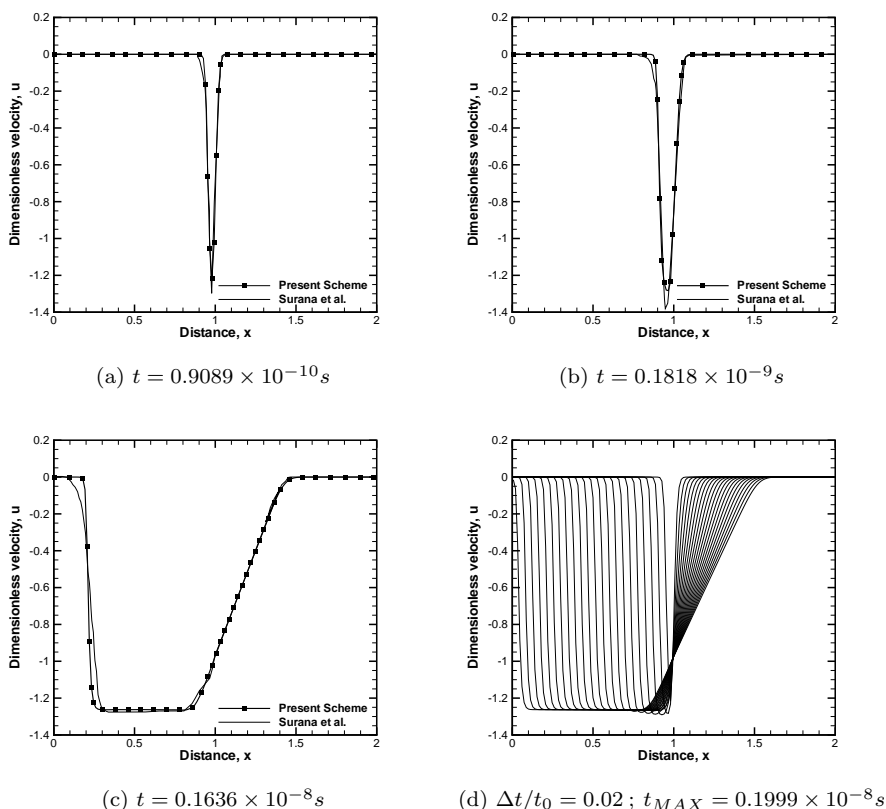 0.2
0
-0.2
-0.4
-0.6
-0.8
-1
-1.2
-1.4
Dimensionless velocity, u
0 0.5 1 1.5 2
Distance, x
Present Scheme
Surana et al.
(a) t = 0.9089 × 10⁻¹⁰s
0.2
0
-0.2
-0.4
-0.6
-0.8
-1
-1.2
-1.4
Dimensionless velocity, u
0 0.5 1 1.5 2
Distance, x
Present Scheme
Surana et al.
(b) t = 0.1818 × 10⁻⁹s
0.2
0
-0.2
-0.4
-0.6
-0.8
-1
-1.2
-1.4
Dimensionless velocity, u
0 0.5 1 1.5 2
Distance, x
Present Scheme
Surana et al.
(c) t = 0.1636 × 10⁻⁸s
0.2
0
-0.2
-0.4
-0.6
-0.8
-1
-1.2
-1.4
Dimensionless velocity, u
0 0.5 1 1.5 2
Distance, x
(d) Δt/t₀ = 0.02 ; t_MAX = 0.1999 × 10⁻⁸s